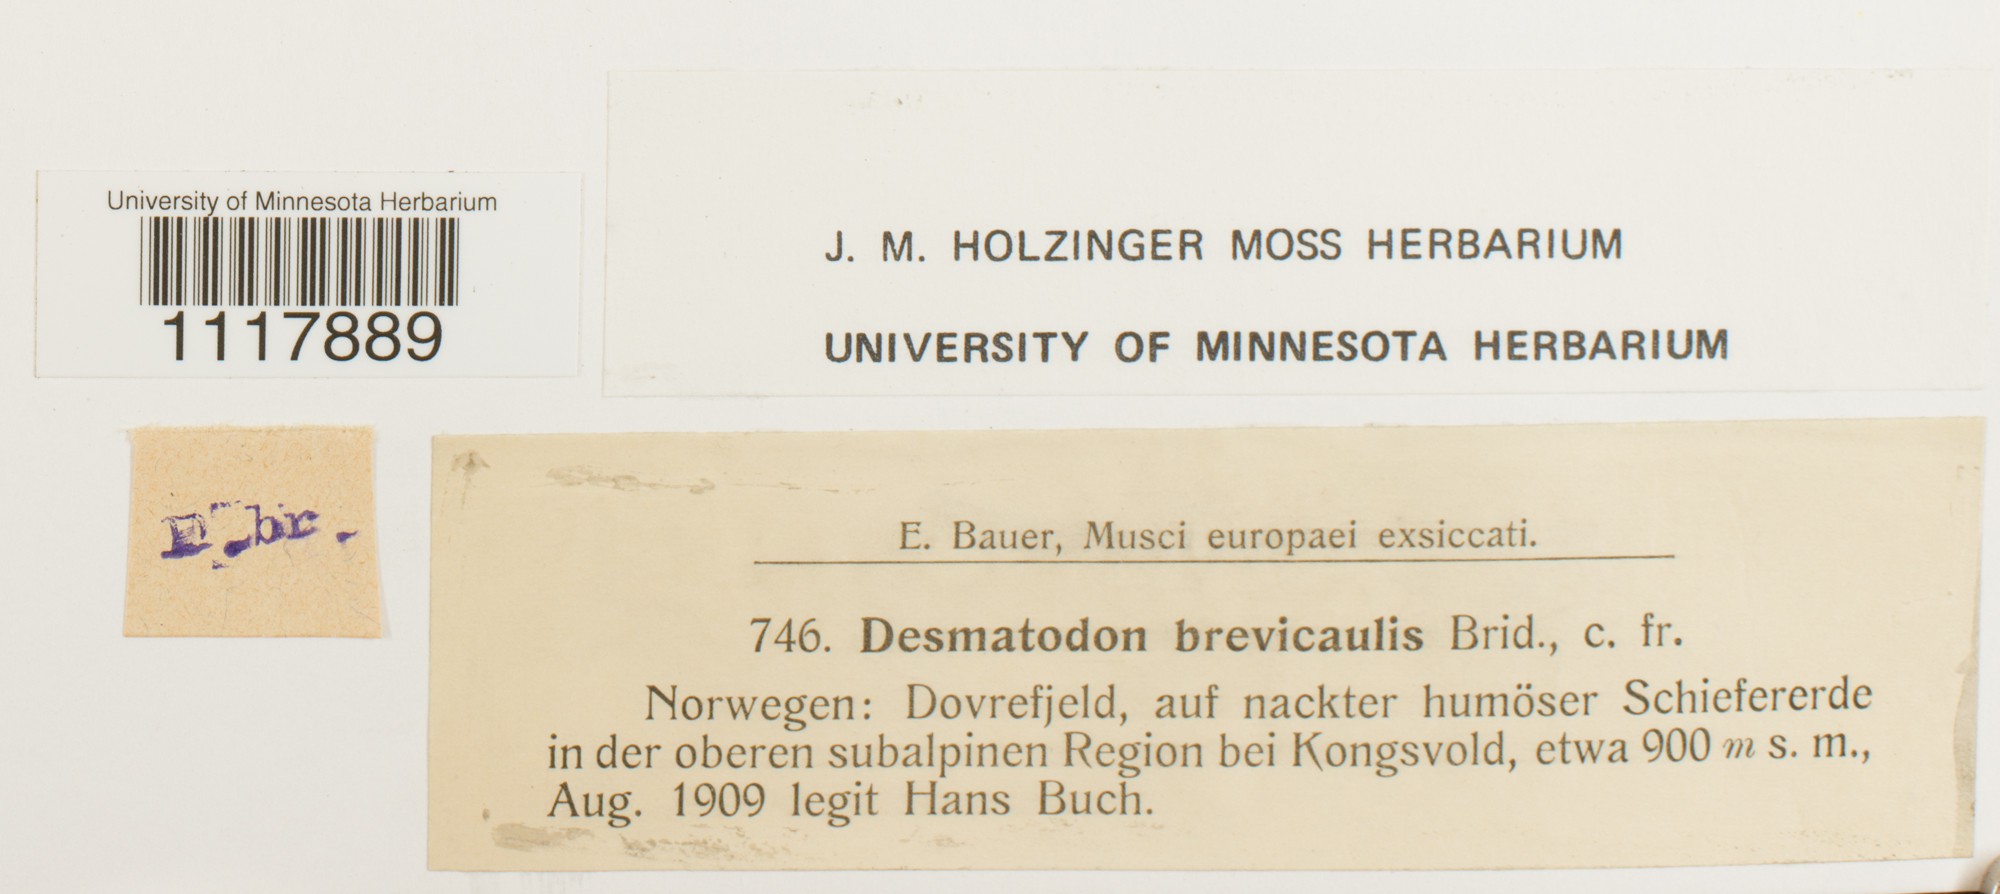 University of Minnesota Herbarium
1117889
J. M. HOLZINGER MOSS HERBARIUM
UNIVERSITY OF MINNESOTA HERBARIUM
br.
E. Bauer, Musci europaei exsiccati.
746. Desmatodon brevicaulis Brid., c. fr.
Norwegen: Dovrefjeld, auf nackter humöser Schiefererde
in der oberen subalpinen Region bei Kongsvold, etwa 900 m s. m.,
Aug. 1909 legit Hans Buch.